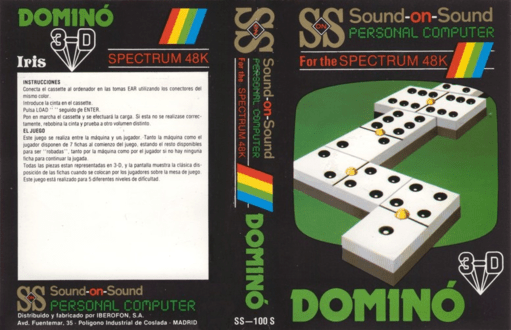 DOMINÓ
3-D
Iris
SPECTRUM 48K
INSTRUCCIONES
Conecta el cassette al ordenador en las tomas EAR utilizando los conectores del
mismo color.
Introduce la cinta en el cassette.
Pulsa LOAD '' '' seguido de ENTER.
Pon en marcha el cassette y se efectuará la carga. Si esta no se realizase correc-
tamente, rebobina la cinta y prueba a otro volumen distinto.
EL JUEGO
Este juego se realiza entre la máquina y un jugador. Tanto la máquina como el
jugador disponen de 7 fichas al comienzo del juego, estando el resto disponibles
para ser "robadas", tanto por la máquina como por el jugador si no hay ninguna
ficha para continuar la jugada.
Todas las piezas estan representadas en 3-D, y la pantalla muestra la clásica dis-
posición de las fichas cuando se colocan por los jugadores sobre la mesa de juego.
Este juego está realizado para 5 diferentes niveles de dificultad.
SS
Sound-on-Sound
PERSONAL COMPUTER
Distribuido y fabricado por IBEROFON, S.A.
Avd. Fuentemar, 35 - Polígono Industrial de Coslada - MADRID
SS
Sound-on-Sound
PERSONAL COMPUTER
For the SPECTRUM 48K
DOMINÓ
SS—100 S
SS
ON
Sound-on-Sound
PERSONAL COMPUTER
For the SPECTRUM 48K
3-D
DOMINÓ